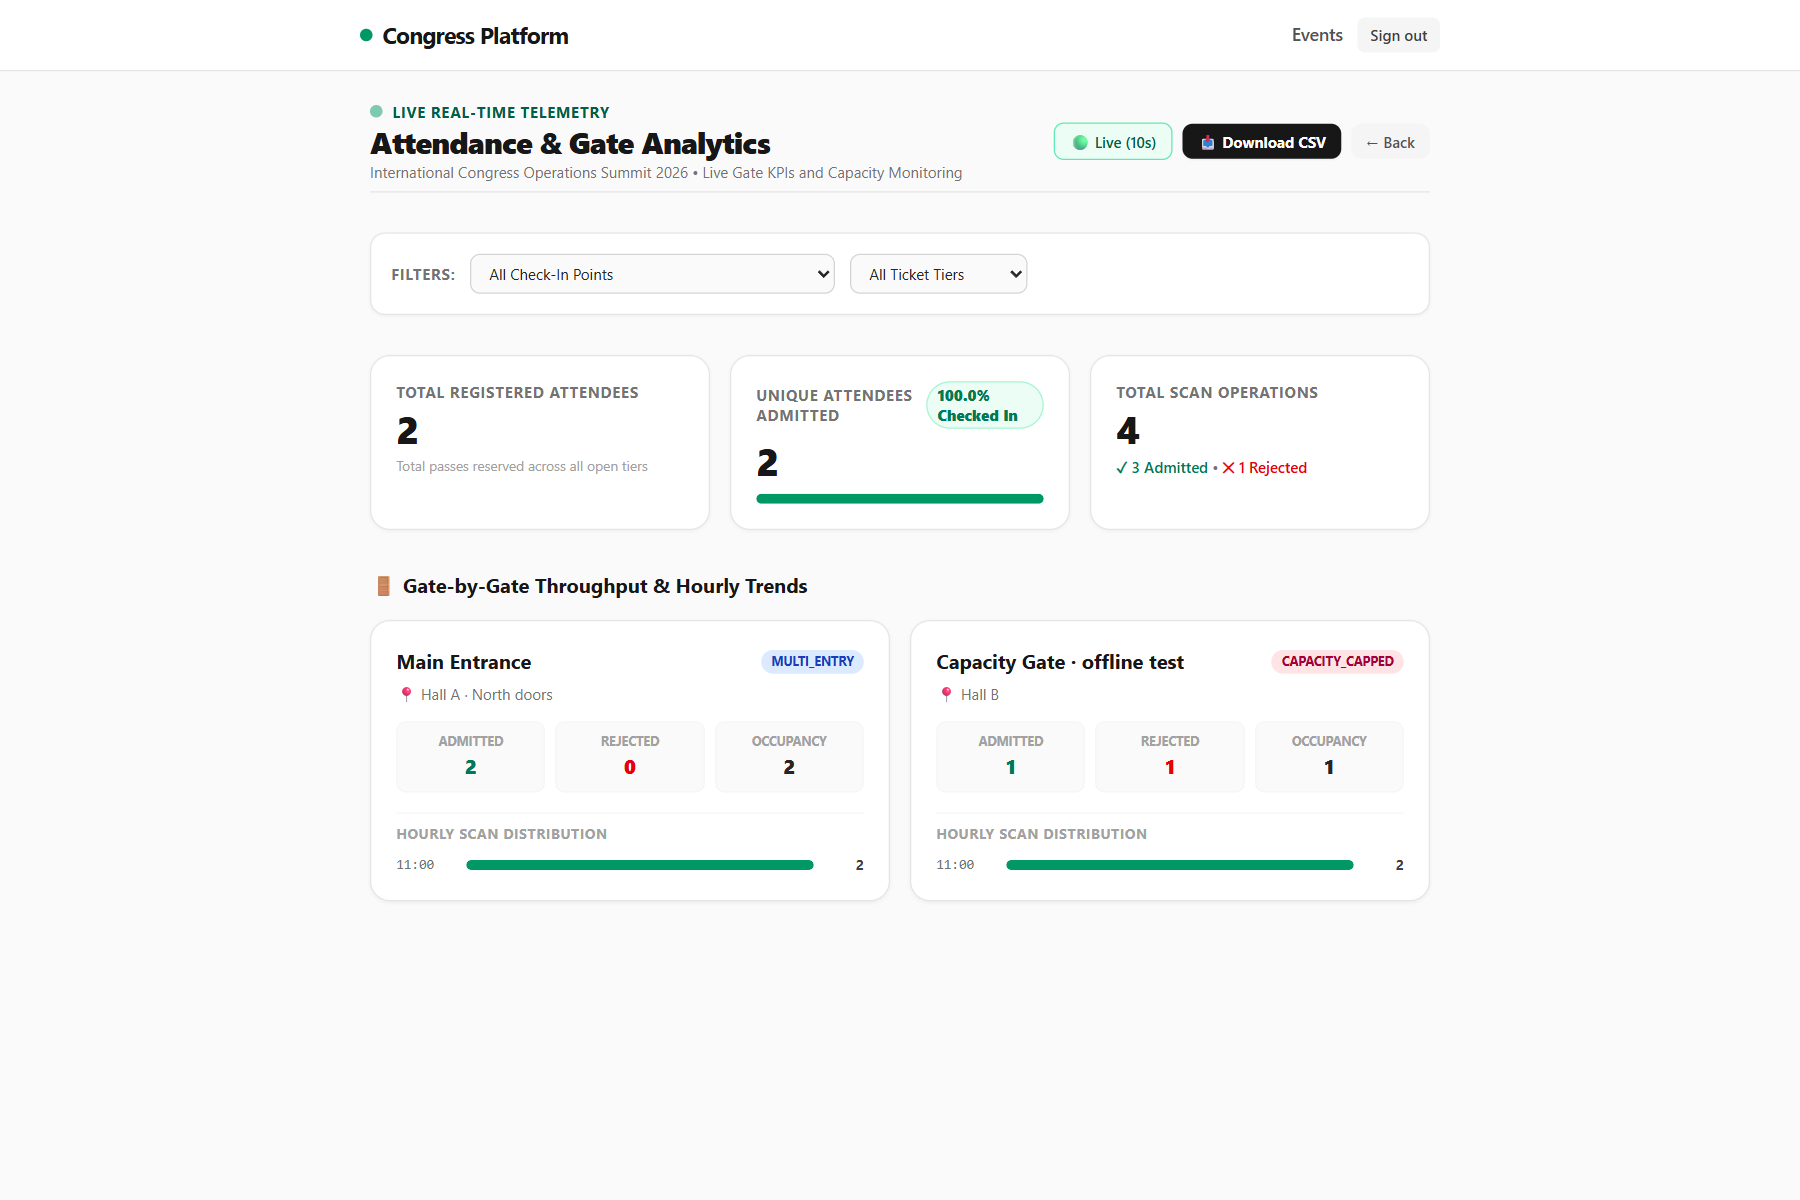 Congress Platform
Events
Sign out
LIVE REAL-TIME TELEMETRY
Attendance & Gate Analytics
International Congress Operations Summit 2026 • Live Gate KPIs and Capacity Monitoring
Live (10s)
Download CSV
← Back
FILTERS:
All Check-In Points
All Ticket Tiers
TOTAL REGISTERED ATTENDEES
2
Total passes reserved across all open tiers
UNIQUE ATTENDEES
ADMITTED
100.0%
Checked In
2
TOTAL SCAN OPERATIONS
4
✓ 3 Admitted • ✕ 1 Rejected
Gate-by-Gate Throughput & Hourly Trends
Main Entrance
MULTI_ENTRY
Hall A · North doors
ADMITTED
2
REJECTED
0
OCCUPANCY
2
HOURLY SCAN DISTRIBUTION
11:00
2
Capacity Gate · offline test
CAPACITY_CAPPED
Hall B
ADMITTED
1
REJECTED
1
OCCUPANCY
1
HOURLY SCAN DISTRIBUTION
11:00
2